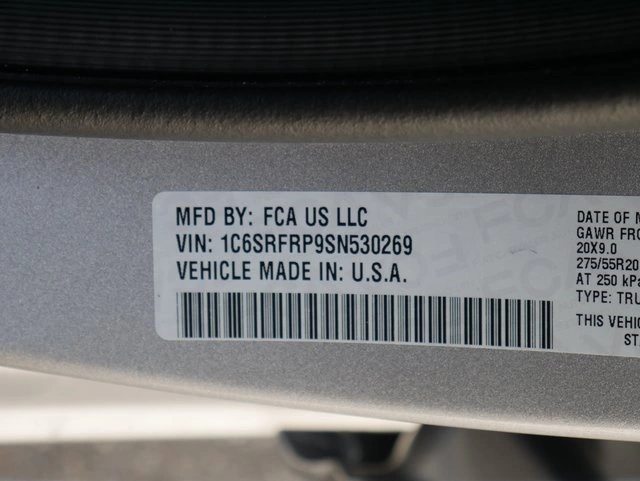 MFD BY: FCA US LLC
VIN: 1C6SRFRP9SN530269
VEHICLE MADE IN: U.S.A.
DATE OF M
GAWR FRO
20X9.0
275/55R20
AT 250 kPa
TYPE: TRU
THIS VEHIC
STA